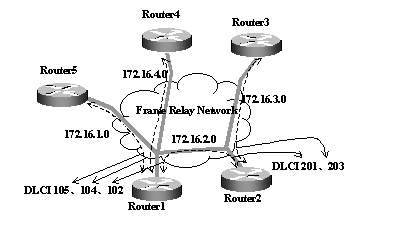 Router4
Router3
Router5
172.16.4.0
172.16.3.0
Frame Relay Network
172.16.1.0
172.16.2.0
DLCI 201、203
DLCI 105、104、102
Router1
Router2